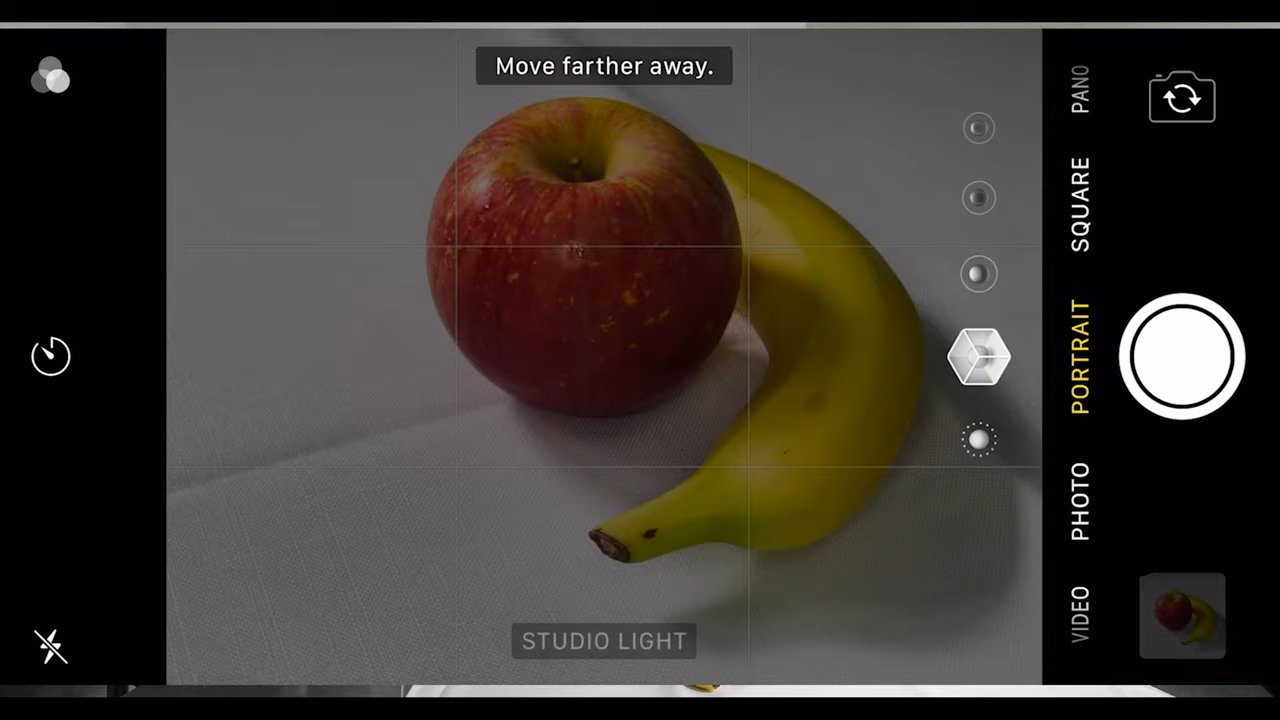 Move farther away.
PANO
SQUARE
PORTRAIT
PHOTO
VIDEO
STUDIO LIGHT